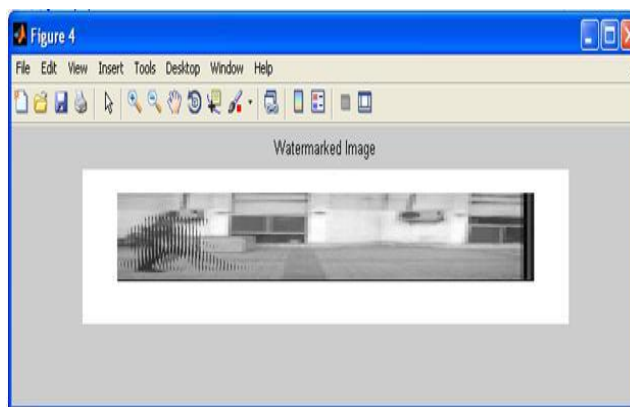 Figure 4
File Edit View Insert Tools Desktop Window Help
Watermarked Image